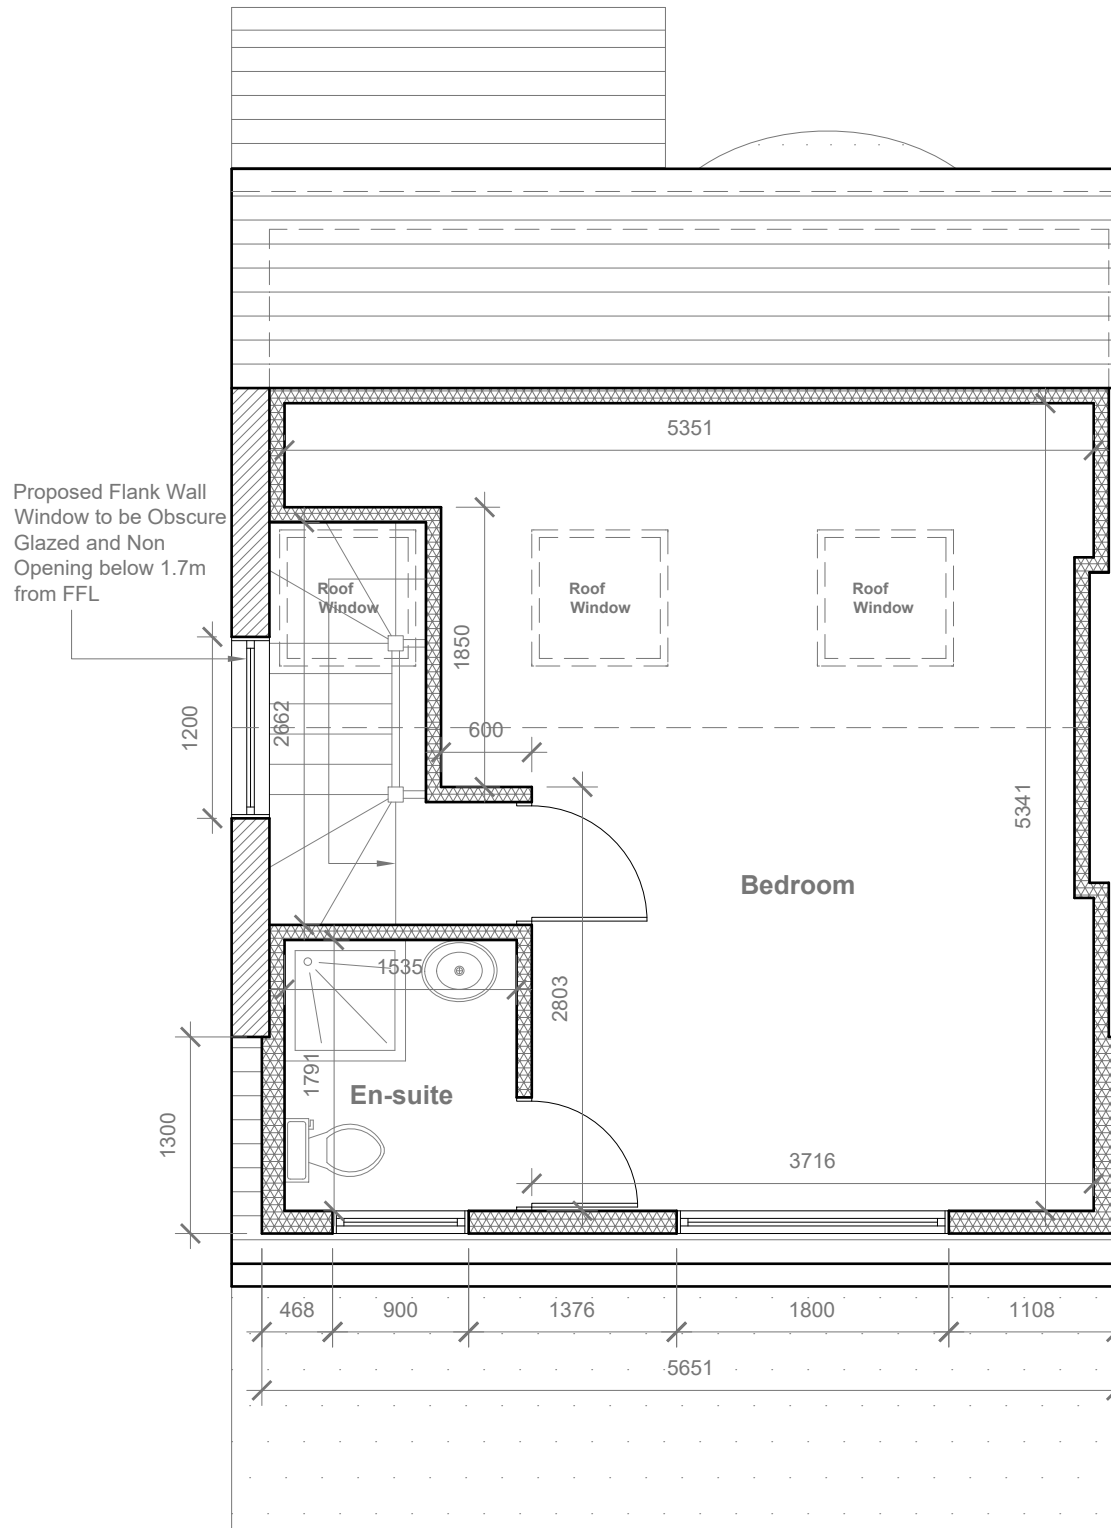 5351
Proposed Flank Wall
Window to be Obscure
Glazed and Non
Opening below 1.7m
from FFL
Roof
Window
Roof
Window
Roof
Window
1850
1200
2662
600
5341
Bedroom
1535
2803
1791
En-suite
1300
3716
468
900
1376
1800
1108
5651